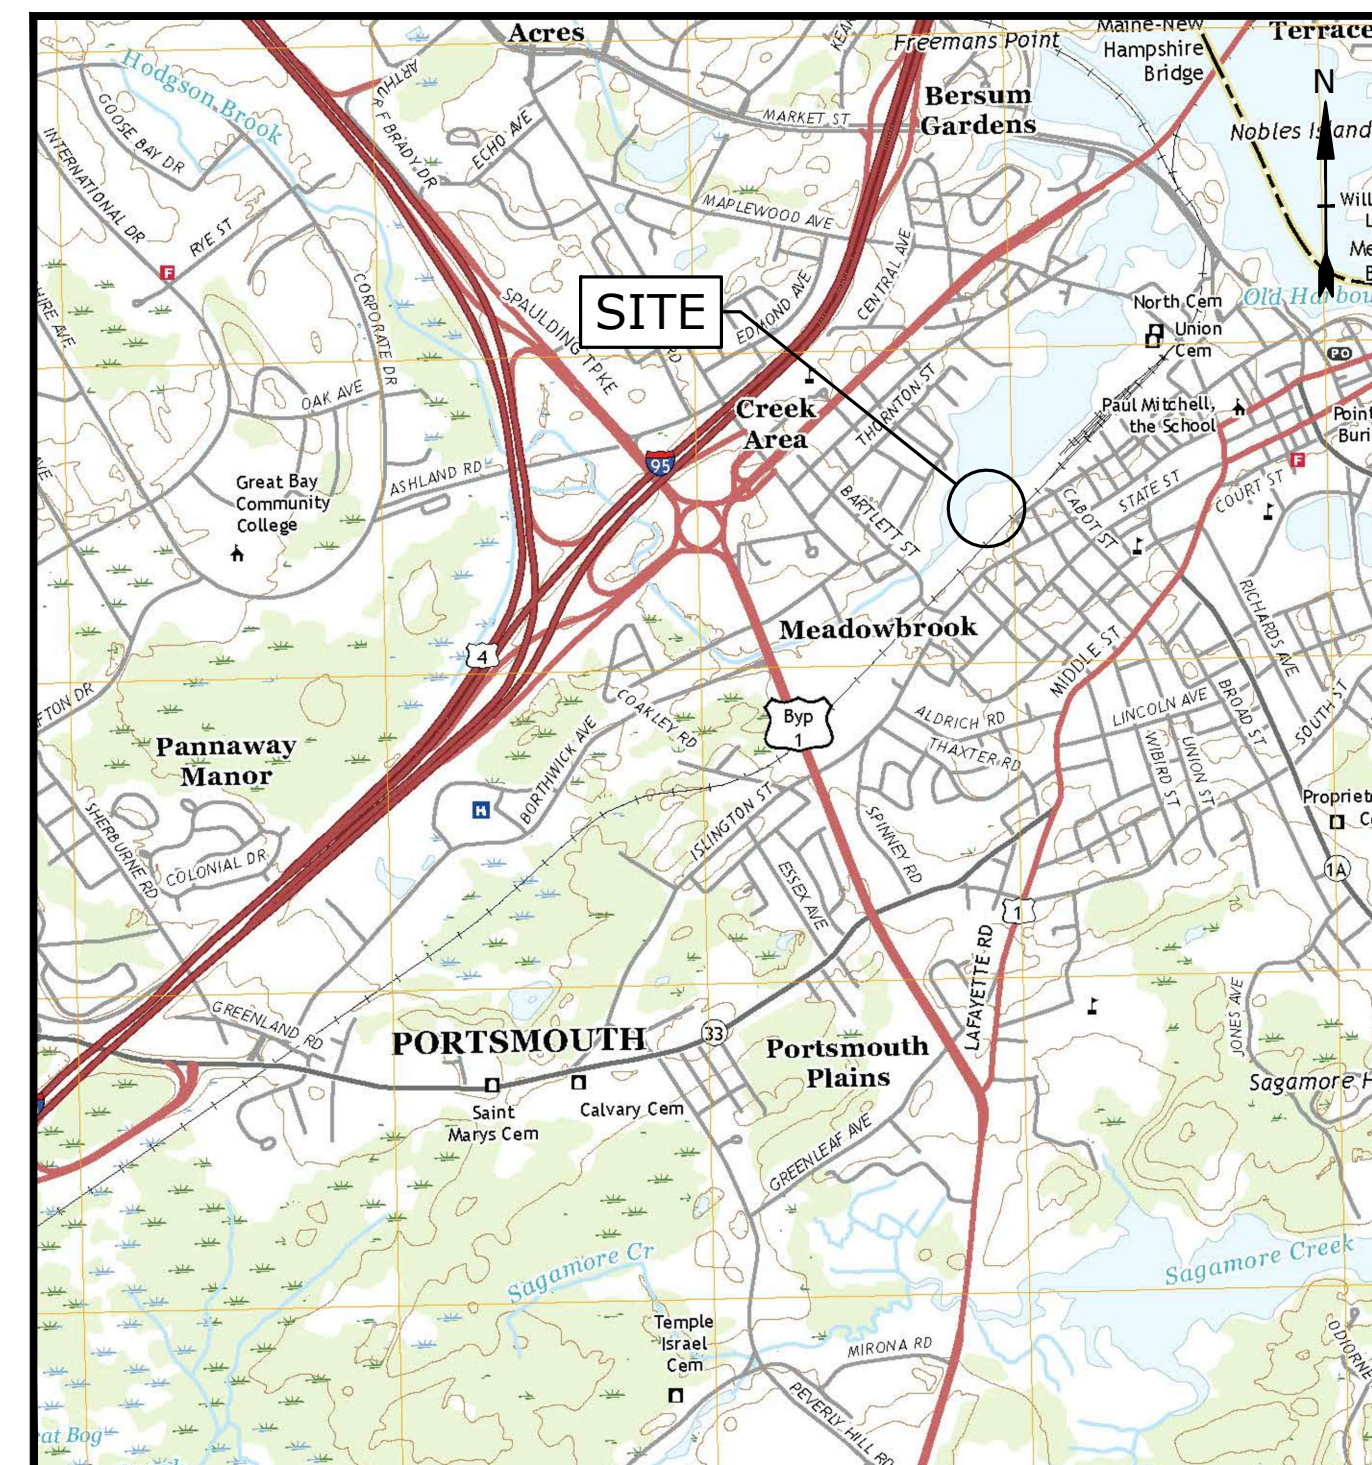 Acres
Freemans Point
Maine-New
Hampshire
Bridge
Terrace
N
Hodgson Brook
ARTHUR F BRADY DR
GOOSE BAY DR
ECHO AVE
MARKET ST
Bersum
Gardens
Nobles Island
INTERNATIONAL DR
RYE ST
F
MAPLEWOOD AVE
CENTRAL AVE
CORPORATE DR
SPAULDING TPKE
SITE
RD
EDMOND AVE
North Cem
Union
Cem
PO
OAK AVE
Creek
Area
THORNTON ST
Paul Mitchell,
the School
Great Bay
Community
College
ASHLAND RD
95
BARTLETT ST
CABOT ST
STATE ST
COURT ST
F
4
Meadowbrook
MIDDLE ST
RICHARDS AVE
COAKLEY RD
Byp
1
ALDRICH RD
THAXTER RD
LINCOLN AVE
BROAD ST
SOUTH ST
WIBIRD ST
UNION ST
Pannaway
Manor
BORTHWICK AVE
H
SHERBURNE RD
COLONIAL DR
ISLINGTON ST
ESSEX AVE
SPINNEY RD
1A
1
LAFAYETTE RD
JONES AVE
GREENLAND RD
PORTSMOUTH
33
Portsmouth
Plains
Saint
Marys Cem
Calvary Cem
GREENLEAF AVE
Sagamore Cr
Sagamore Creek
Temple
Israel
Cem
MIRONA RD
PEVERLY HILL RD